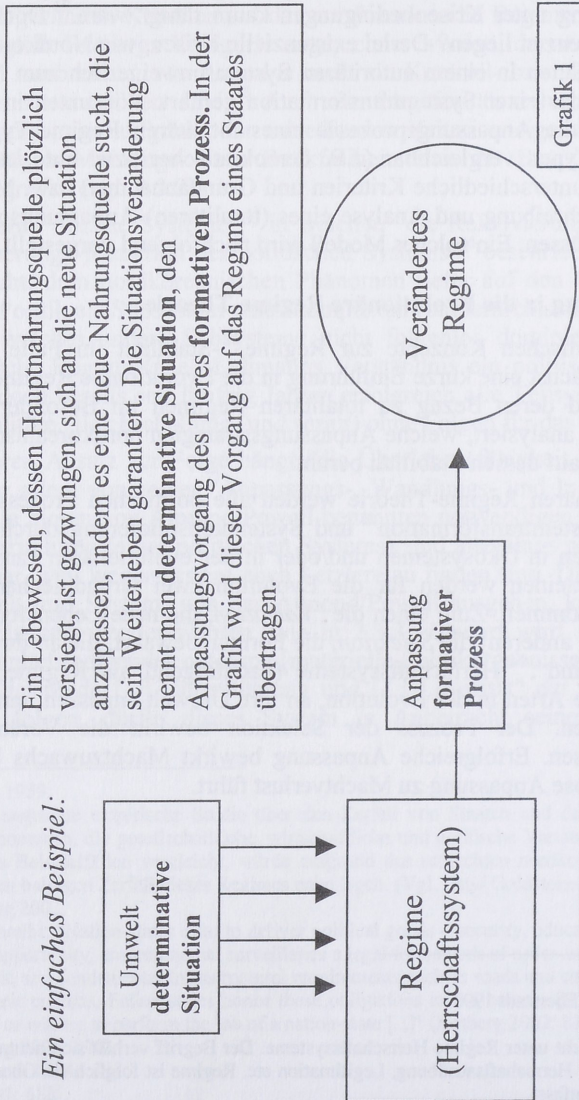 Ein einfaches Beispiel:
Ein Lebewesen, dessen Hauptnahrungsquelle plötzlich
versiegt, ist gezwungen, sich an die neue Situation
anzupassen, indem es eine neue Nahrungsquelle sucht, die
sein Weiterleben garantiert. Die Situationsveränderung
nennt man determinative Situation, den
Anpassungsvorgang des Tieres formativen Prozess. In der
Grafik wird dieser Vorgang auf das Regime eines Staates
übertragen.
Umwelt
determinative
Situation
Regime
(Herrschaftssystem)
Anpassung
formativer
Prozess
Verändertes
Regime
Grafik 1